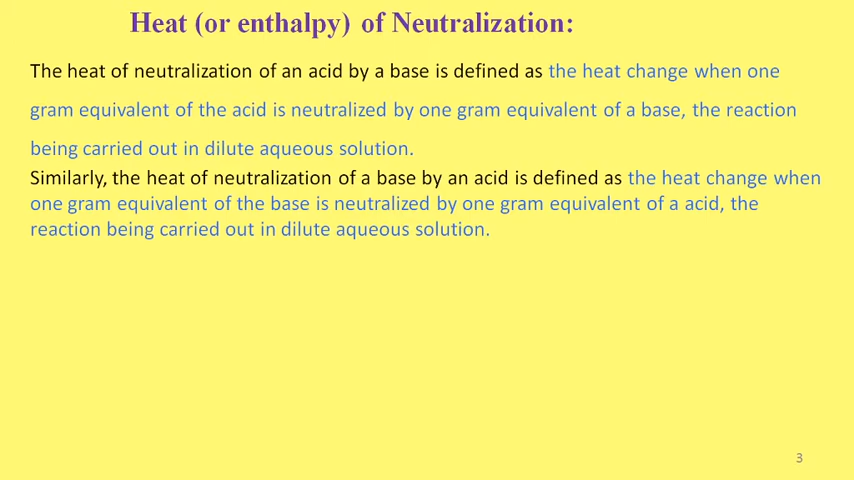 Heat (or enthalpy) of Neutralization:
The heat of neutralization of an acid by a base is defined as the heat change when one
gram equivalent of the acid is neutralized by one gram equivalent of a base, the reaction
being carried out in dilute aqueous solution.
Similarly, the heat of neutralization of a base by an acid is defined as the heat change when
one gram equivalent of the base is neutralized by one gram equivalent of a acid, the
reaction being carried out in dilute aqueous solution.
3